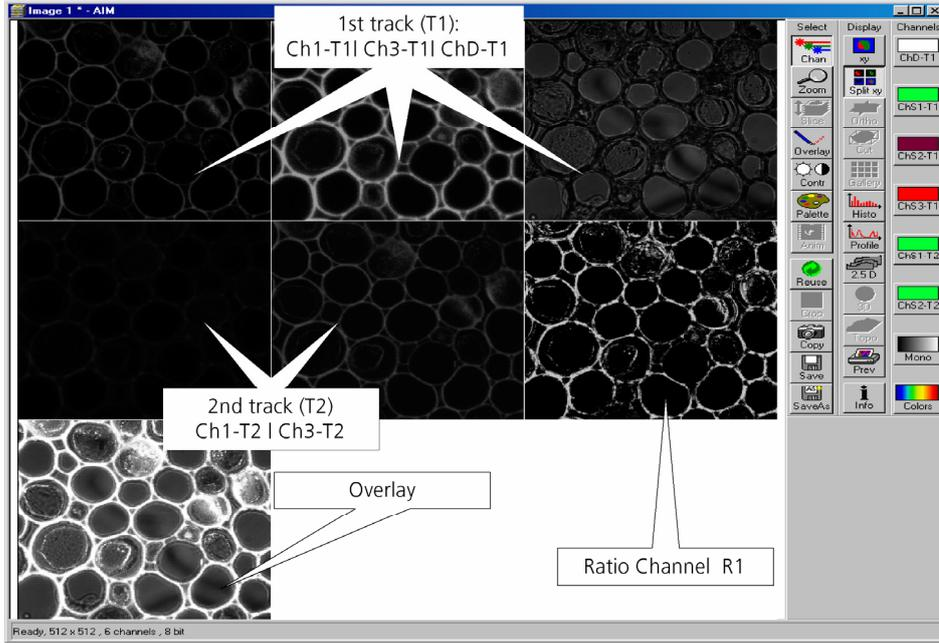 Image 1 * - AIM
1st track (T1):
Ch1-T1l Ch3-T1l ChD-T1
2nd track (T2)
Ch1-T2 l Ch3-T2
Overlay
Ratio Channel R1
Select
Display
Channels
Chan
xy
ChD-T1
Zoom
Split xy
ChS1-T1
Slice
Ortho
Overlay
Cut
ChS2-T1
Contr
Gallery
Palette
Histo
ChS3-T1
Anim
Profile
ChS1-T2
Reuse
2.5 D
ChS2-T2
Crop
3D
Copy
Topo
Mono
Save
Prev
SaveAs
Info
Colors
Ready, 512 x 512 , 6 channels , 8 bit